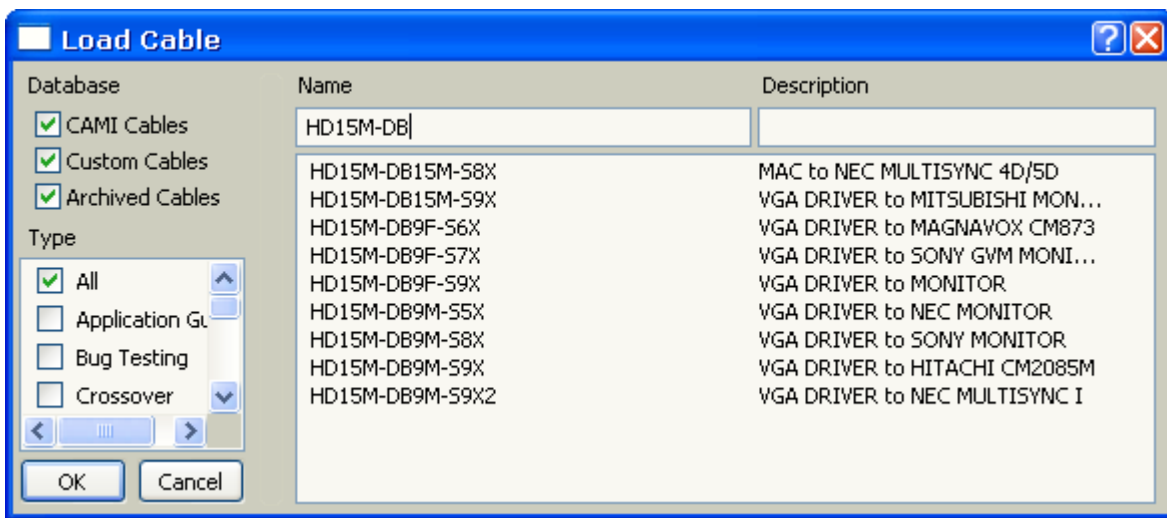 Load Cable
Database
CAMI Cables
Custom Cables
Archived Cables
Type
All
Application Gu
Bug Testing
Crossover
OK Cancel
Name Description
HD15M-DB
HD15M-DB15M-S8X MAC to NEC MULTISYNC 4D/5D
HD15M-DB15M-S9X VGA DRIVER to MITSUBISHI MON...
HD15M-DB9F-S6X VGA DRIVER to MAGNAVOX CM873
HD15M-DB9F-S7X VGA DRIVER to SONY GVM MONI...
HD15M-DB9F-S9X VGA DRIVER to MONITOR
HD15M-DB9M-S5X VGA DRIVER to NEC MONITOR
HD15M-DB9M-S8X VGA DRIVER to SONY MONITOR
HD15M-DB9M-S9X VGA DRIVER to HITACHI CM2085M
HD15M-DB9M-S9X2 VGA DRIVER to NEC MULTISYNC I